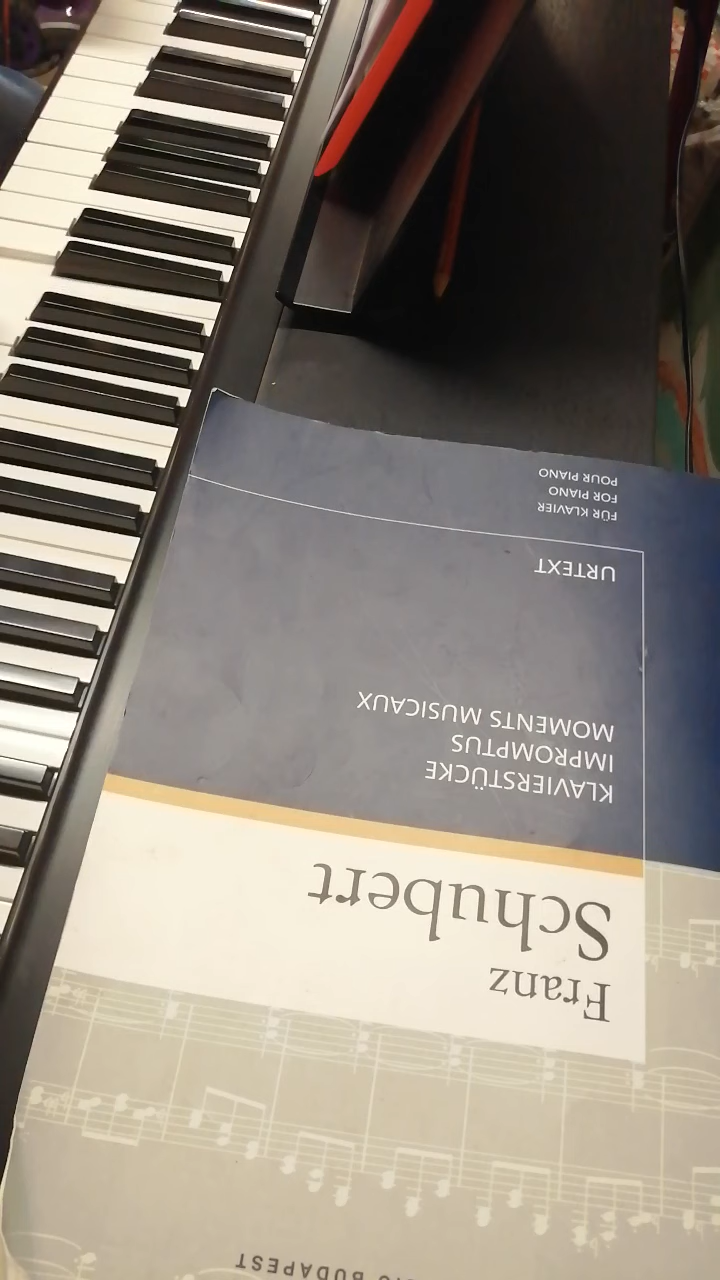 BUDAPEST
Franz
Schubert
KLAVIERSTÜCKE
IMPROMPTUS
MOMENTS MUSICAUX
URTEXT
FÜR KLAVIER
FOR PIANO
POUR PIANO